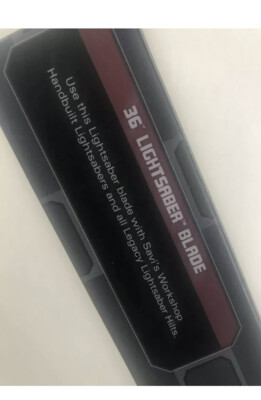 36" LIGHTSABER™ BLADE
Use this Lightsaber blade with Savi's Workshop
Handbuilt Lightsabers and all Legacy Lightsaber Hilts.